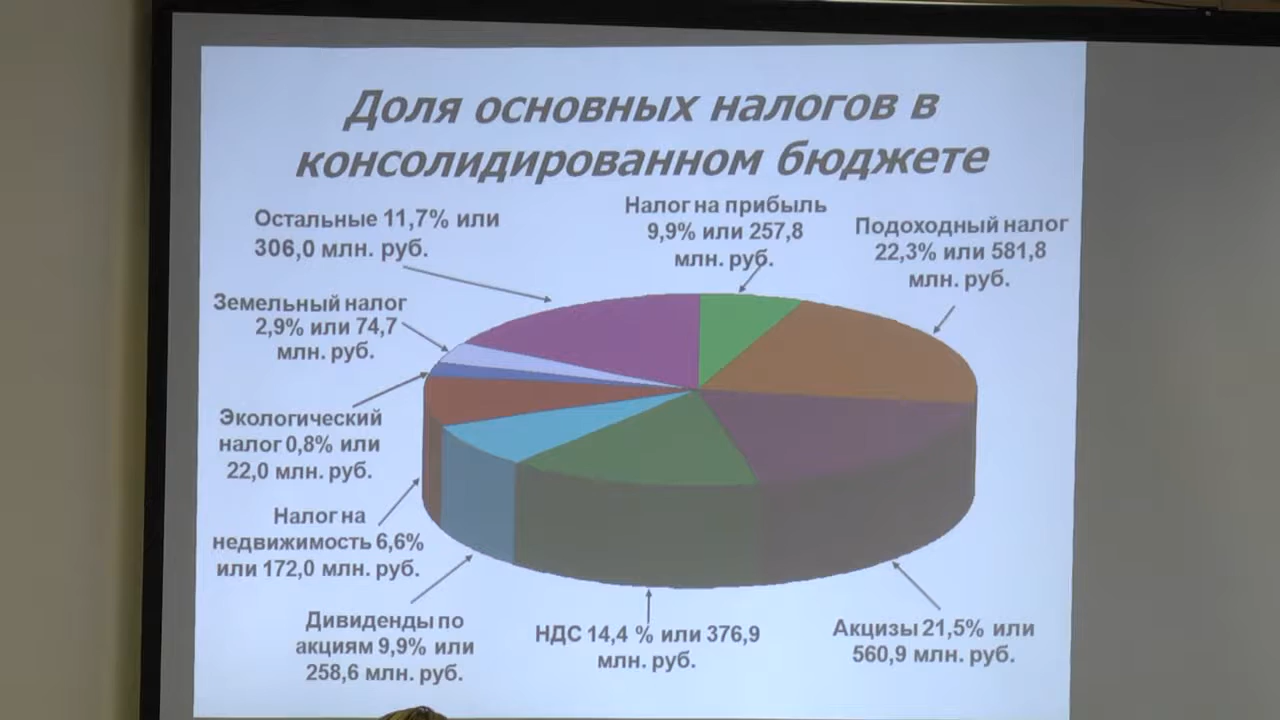 Доля основных налогов в
консолидированном бюджете
Остальные 11,7% или
306,0 млн. руб.
Налог на прибыль
9,9% или 257,8
млн. руб.
Подоходный налог
22,3% или 581,8
млн. руб.
Земельный налог
2,9% или 74,7
млн. руб.
Экологический
налог 0,8% или
22,0 млн. руб.
Налог на
недвижимость 6,6%
или 172,0 млн. руб.
Дивиденды по
акциям 9,9% или
258,6 млн. руб.
НДС 14,4 % или 376,9
млн. руб.
Акцизы 21,5% или
560,9 млн. руб.